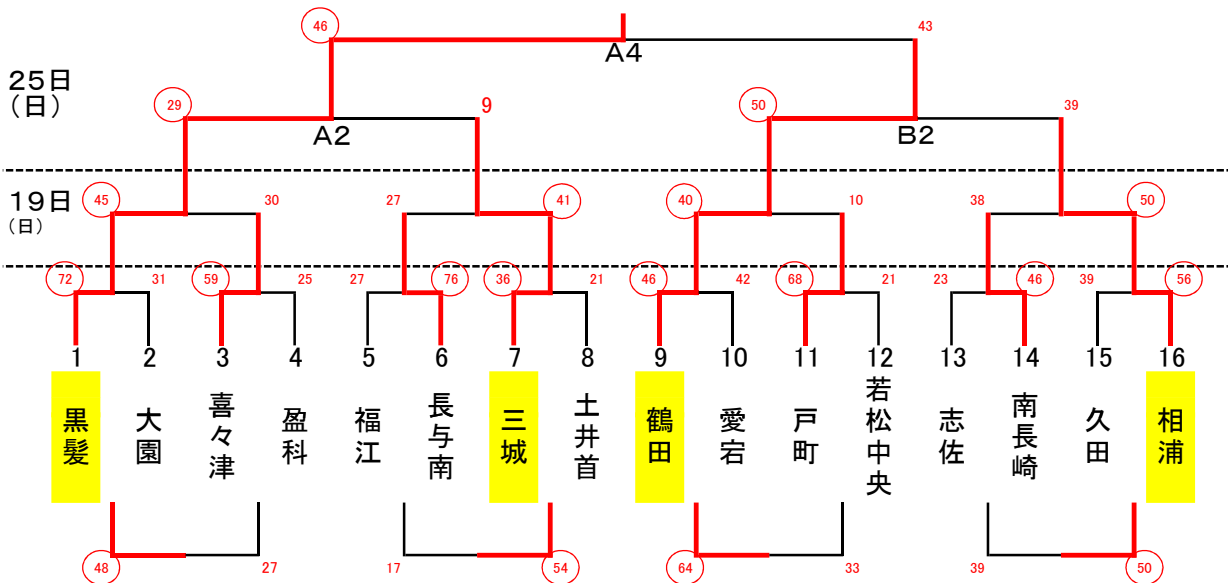 46 43
A4
25日
（日）
29 9 50 39
A2 B2
19日
（日）
45 30 27 41 40 10 38 50
72 31 59 25 27 76 36 21 46 42 68 21 23 46 39 56
1 2 3 4 5 6 7 8 9 10 11 12 13 14 15 16
黒髪 大園 喜々津 盈科 福江 長与南 三城 土井首 鶴田 愛宕 戸町 若松中央 志佐 南長崎 久田 相浦
48 27 17 54 64 33 39 50